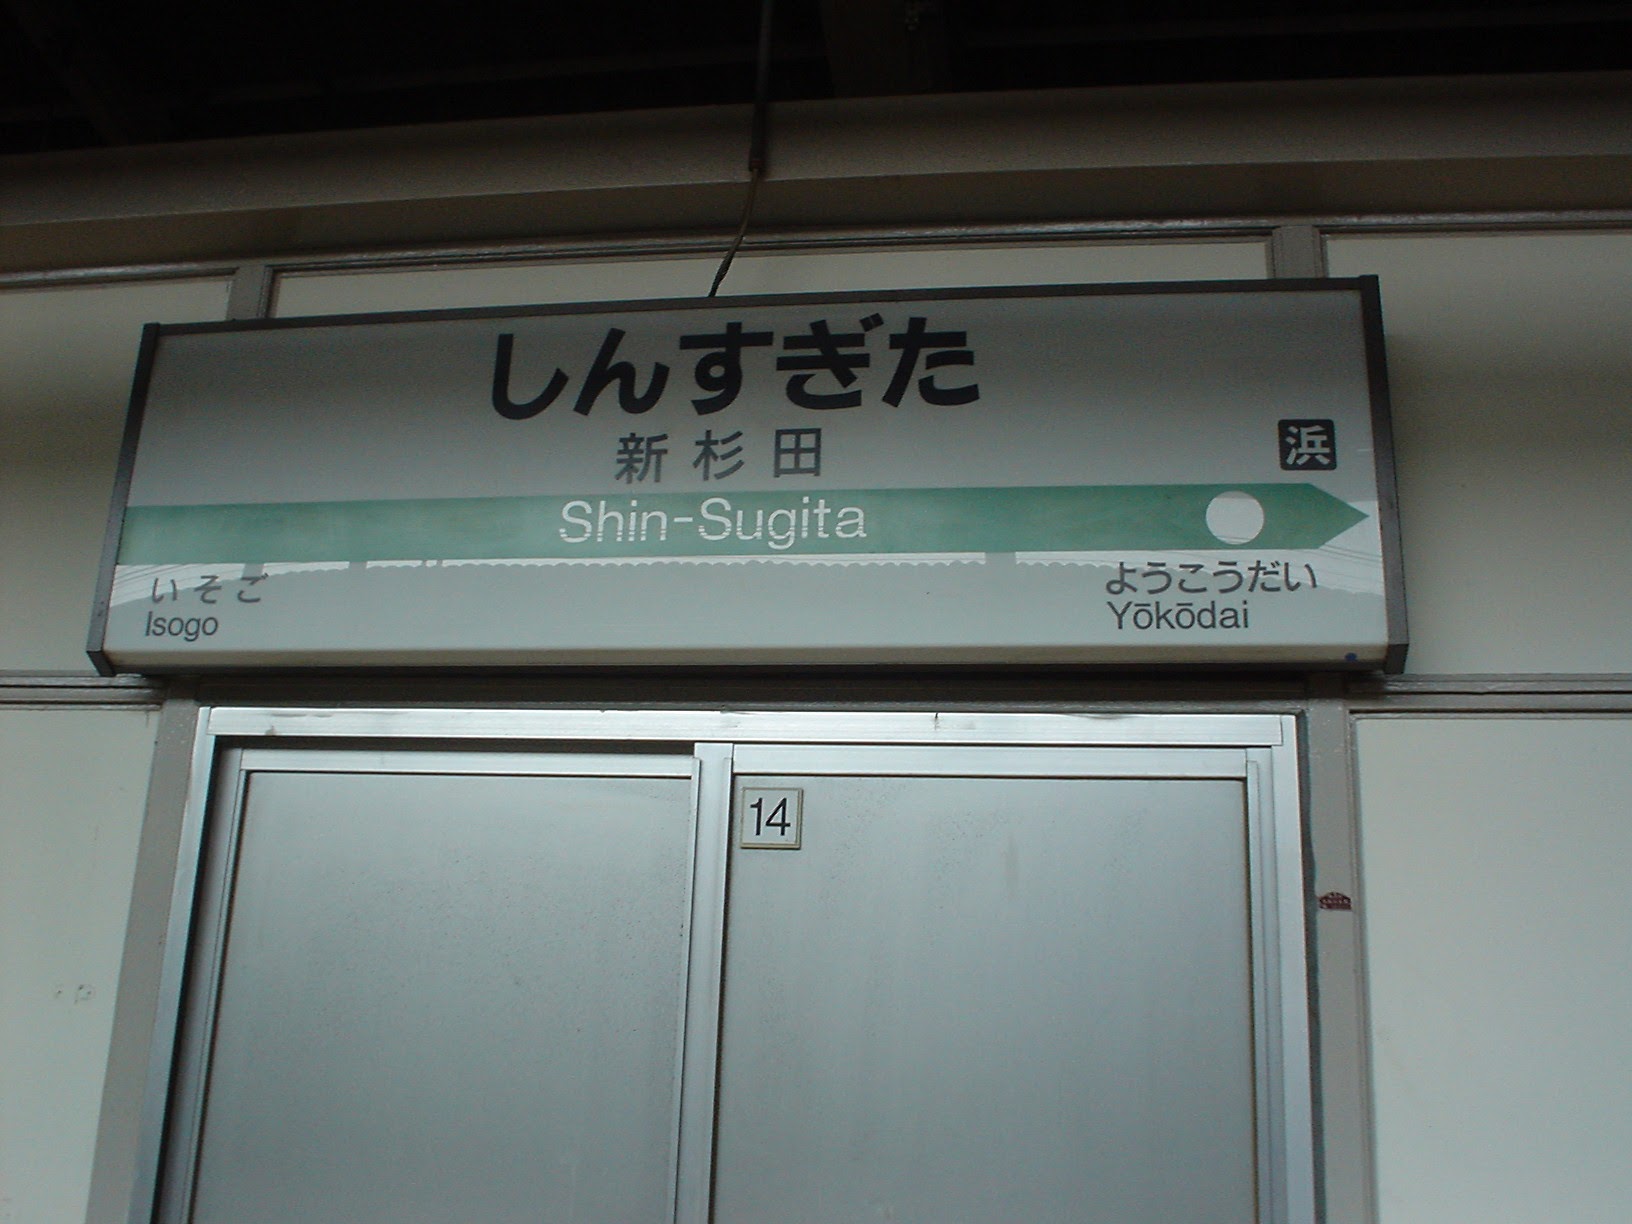 しんすぎた
新杉田
浜
Shin-Sugita
いそご
Isogo
ようこうだい
Yōkōdai
14